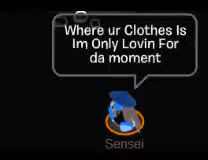 Where ur Clothes Is
Im Only Lovin For
da moment
Sensei